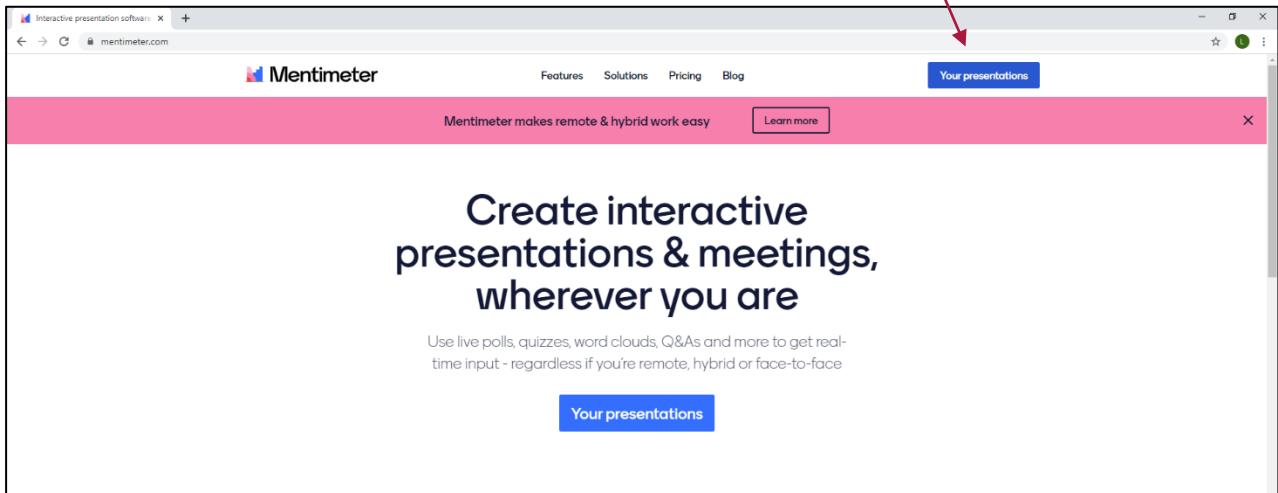 Interactive presentation software
mentimeter.com
L
Mentimeter
Features Solutions Pricing Blog
Your presentations
Mentimeter makes remote & hybrid work easy
Learn more
Create interactive
presentations & meetings,
wherever you are
Use live polls, quizzes, word clouds, Q&As and more to get real-
time input - regardless if you're remote, hybrid or face-to-face
Your presentations